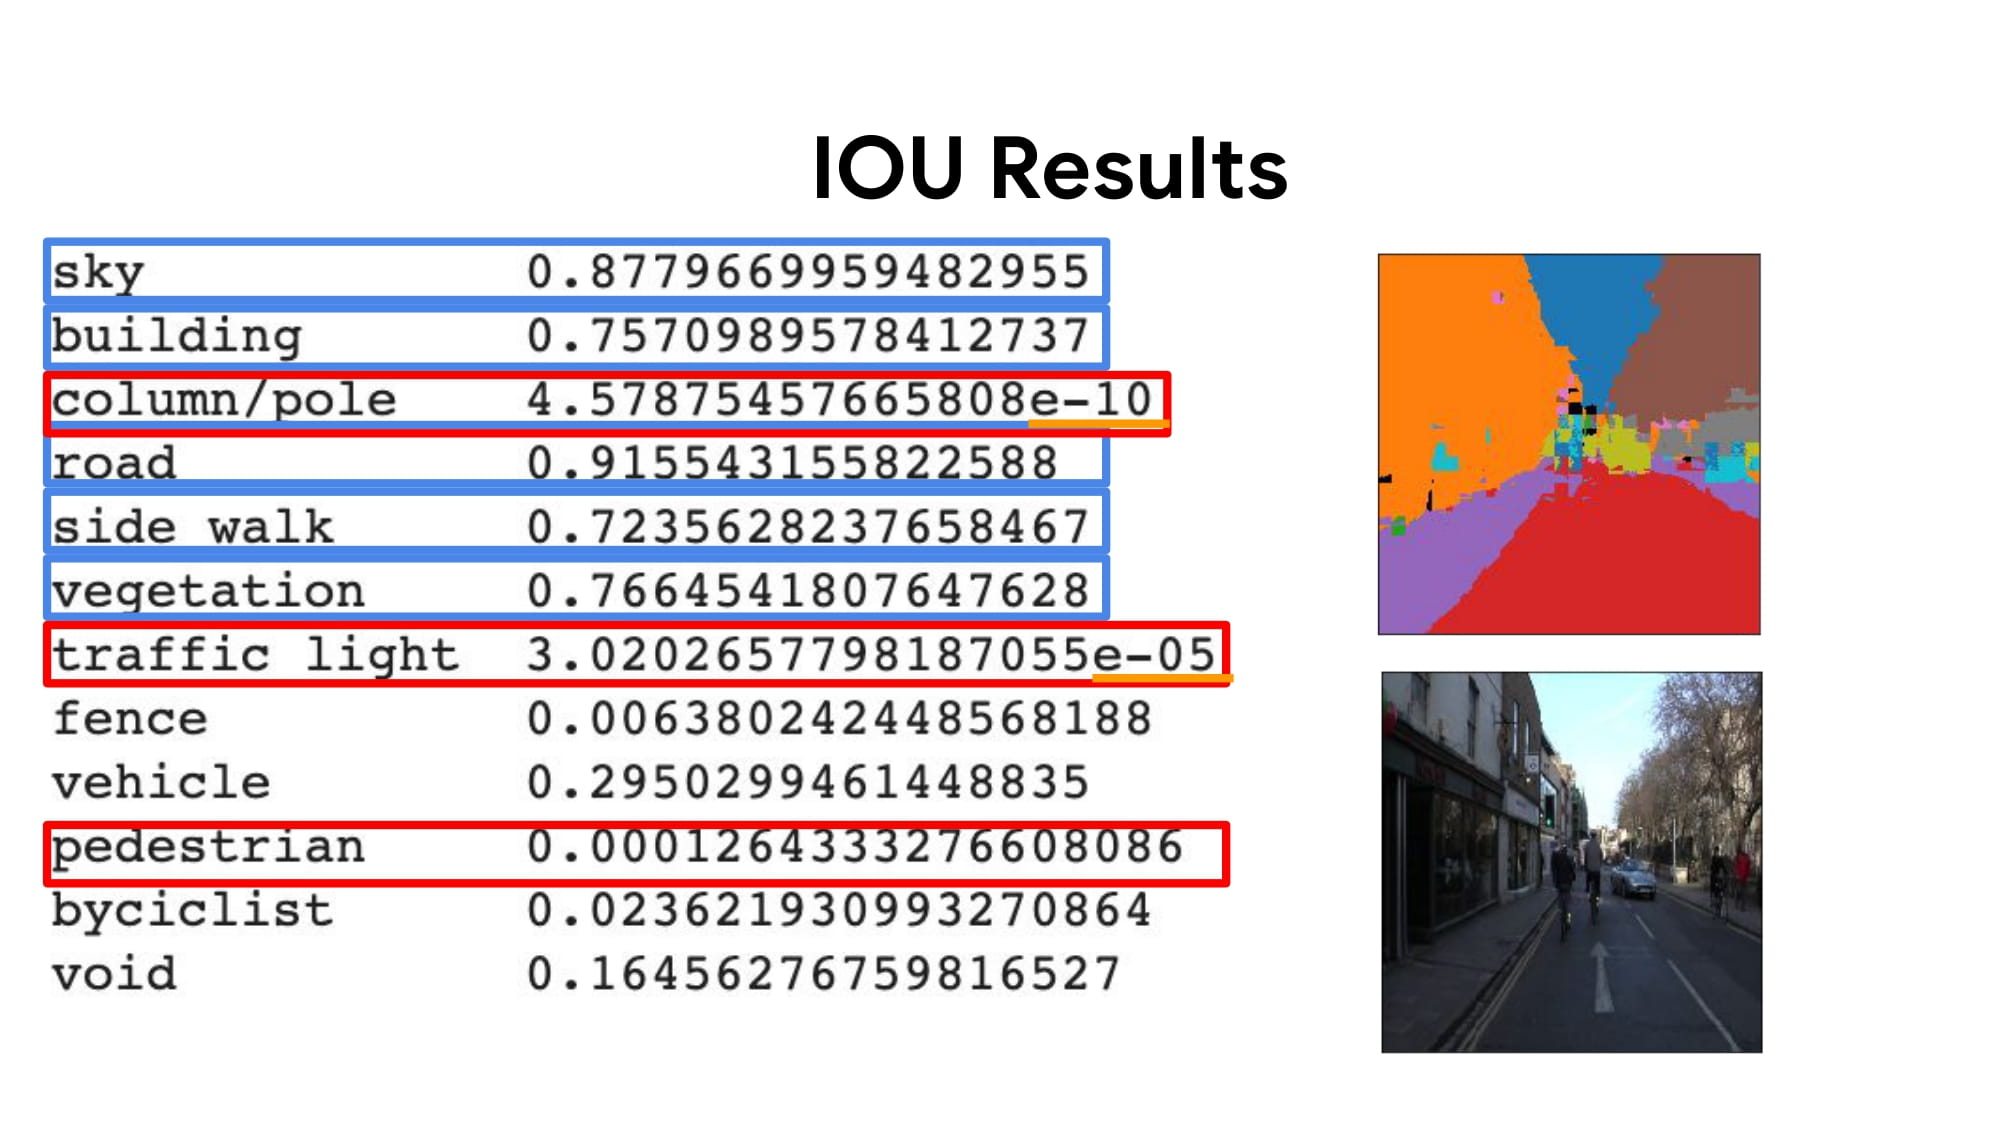 IOU Results
sky 0.8779669959482955
building 0.7570989578412737
column/pole 4.57875457665808e-10
road 0.915543155822588
side walk 0.7235628237658467
vegetation 0.7664541807647628
traffic light 3.0202657798187055e-05
fence 0.006380242448568188
vehicle 0.2950299461448835
pedestrian 0.0001264333276608086
byciclist 0.023621930993270864
void 0.16456276759816527